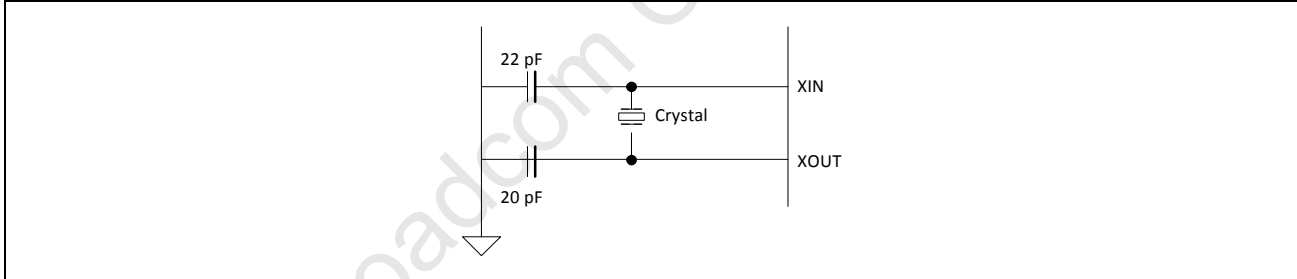 22 pF
XIN
Crystal
XOUT
20 pF